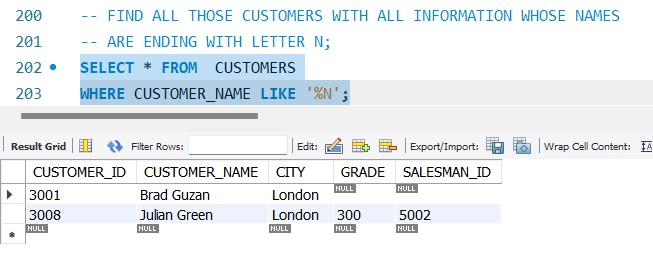 200 -- FIND ALL THOSE CUSTOMERS WITH ALL INFORMATION WHOSE NAMES
201 -- ARE ENDING WITH LETTER N;
202 SELECT * FROM CUSTOMERS
203 WHERE CUSTOMER_NAME LIKE '%N';
Result Grid Filter Rows: Edit: Export/Import: Wrap Cell Content:
CUSTOMER_ID CUSTOMER_NAME CITY GRADE SALESMAN_ID
3001 Brad Guzan London NULL NULL
3008 Julian Green London 300 5002
NULL NULL NULL NULL NULL